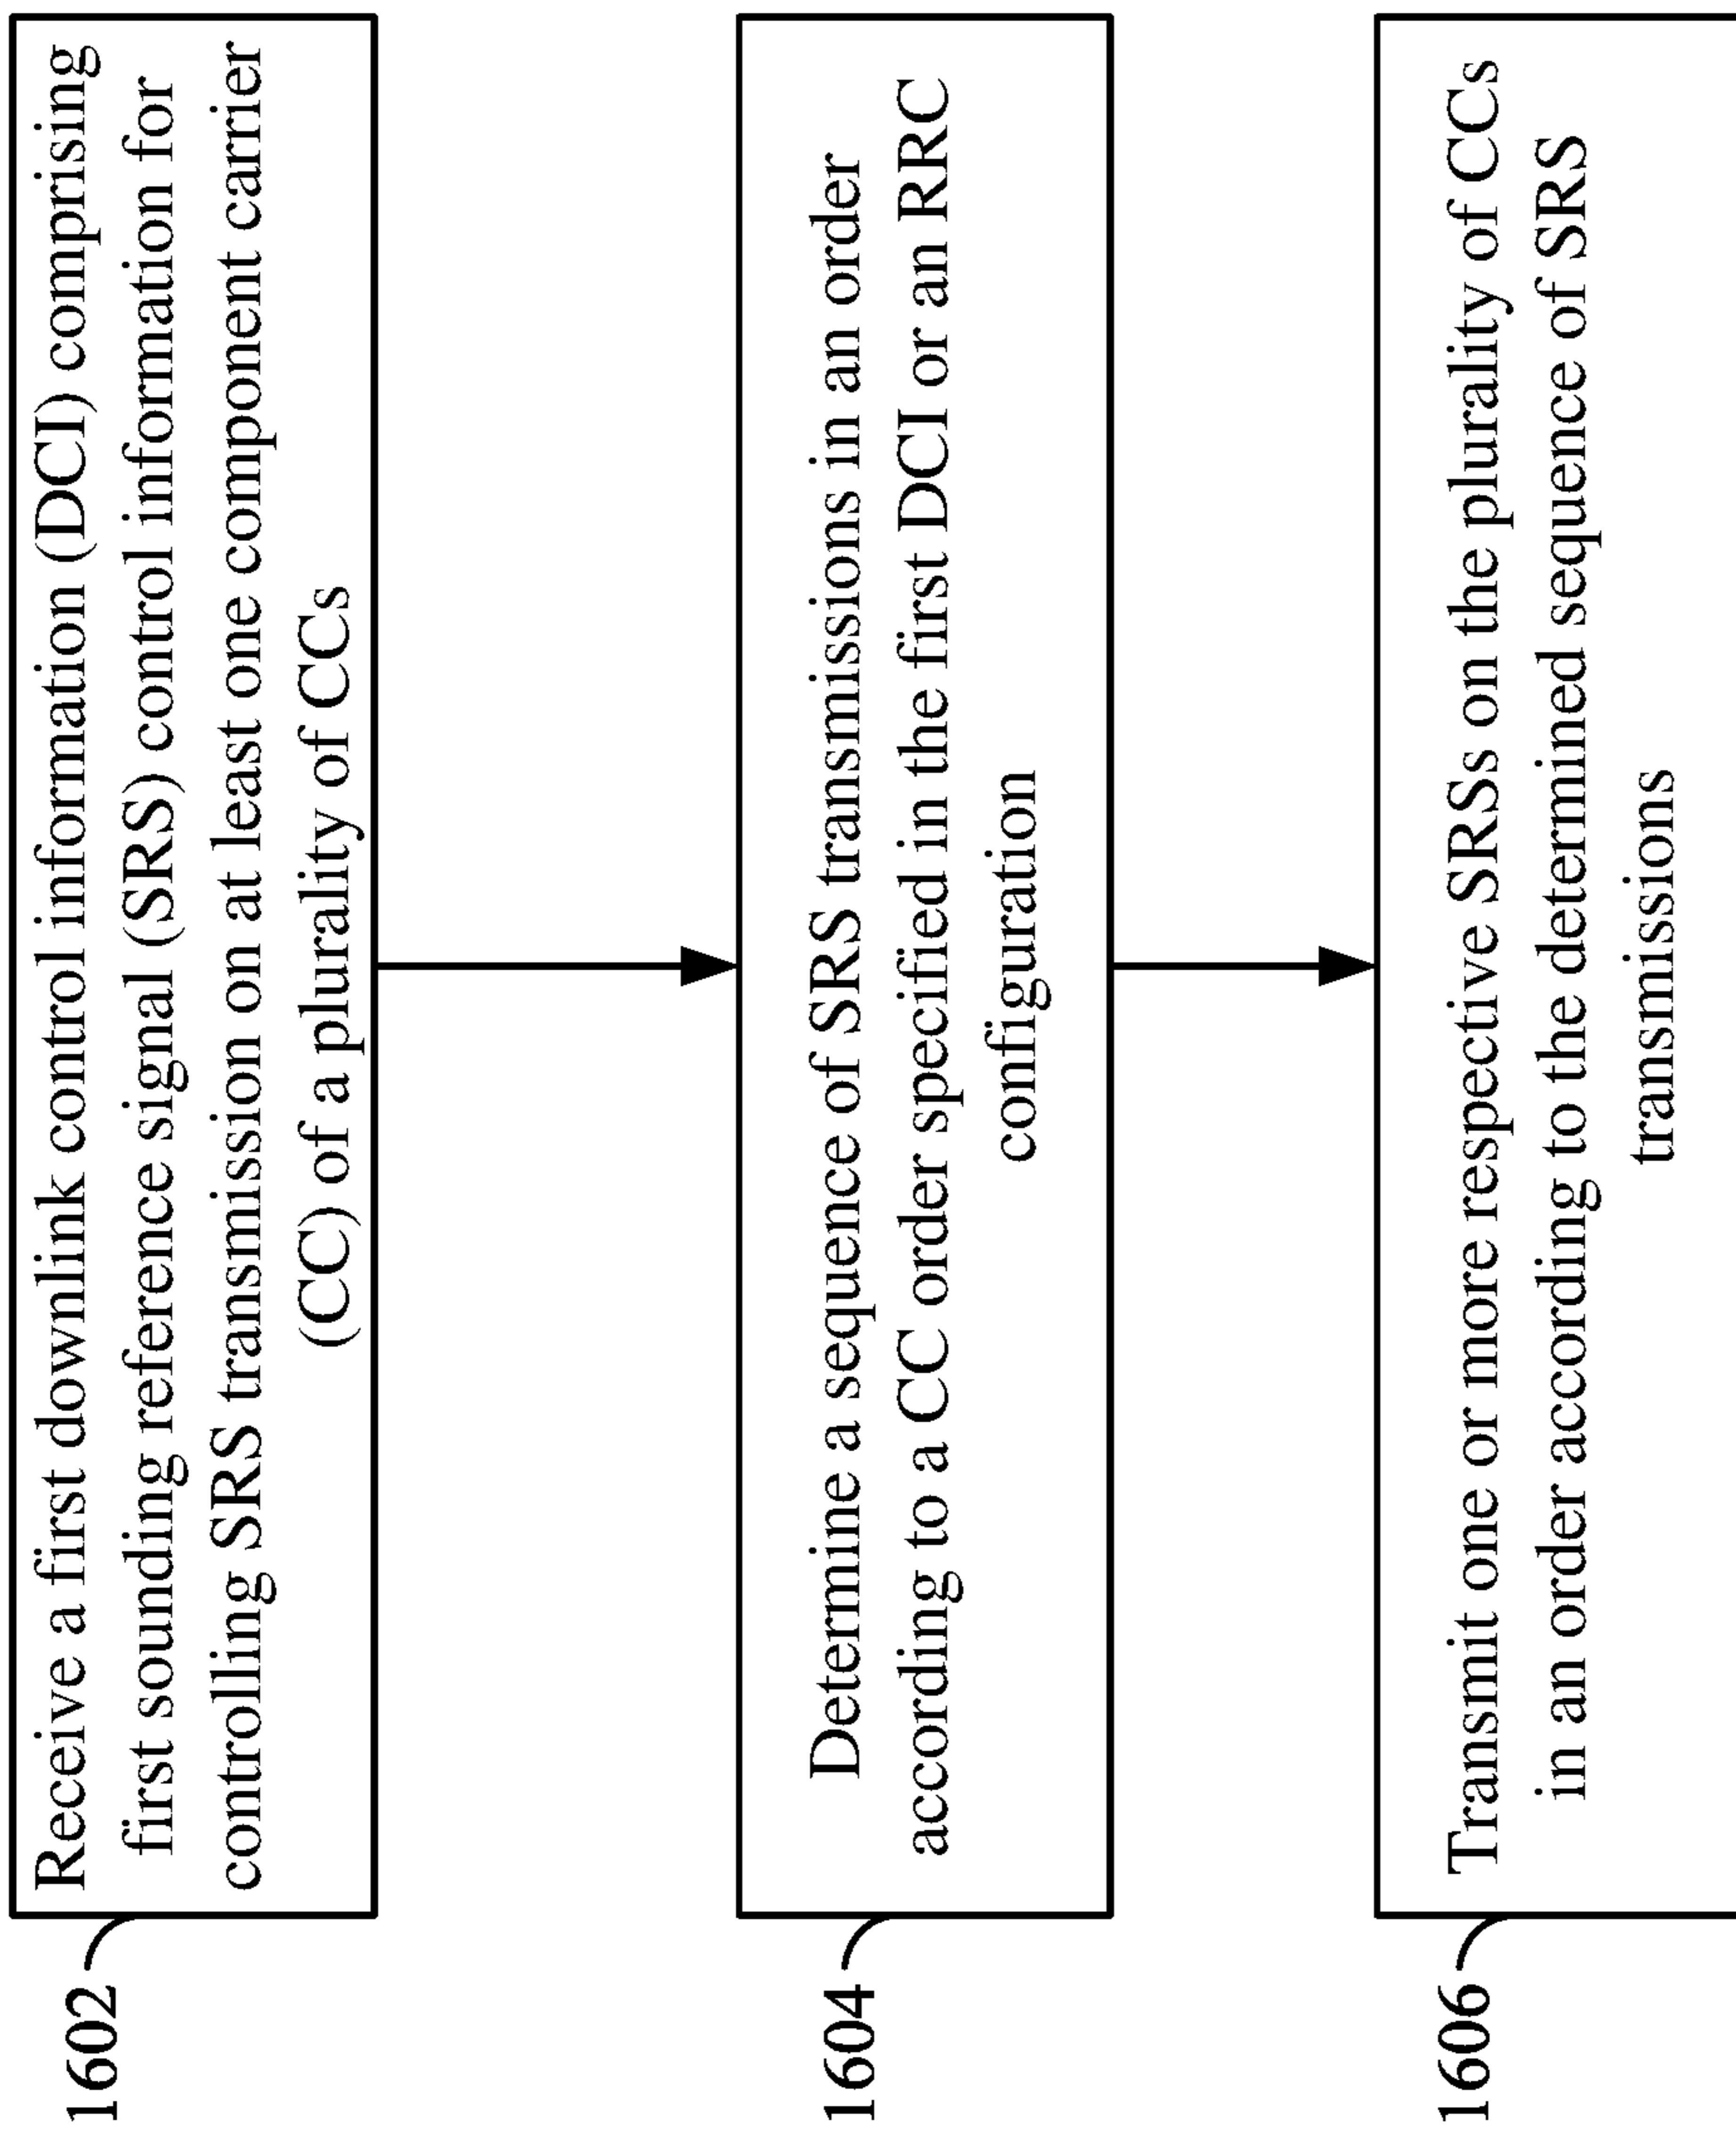 1602
Receive a first downlink control information (DCI) comprising
first sounding reference signal (SRS) control information for
controlling SRS transmission on at least one component carrier
(CC) of a plurality of CCs
1604
Determine a sequence of SRS transmissions in an order
according to a CC order specified in the first DCI or an RRC
configuration
1606
Transmit one or more respective SRSs on the plurality of CCs
in an order according to the determined sequence of SRS
transmissions